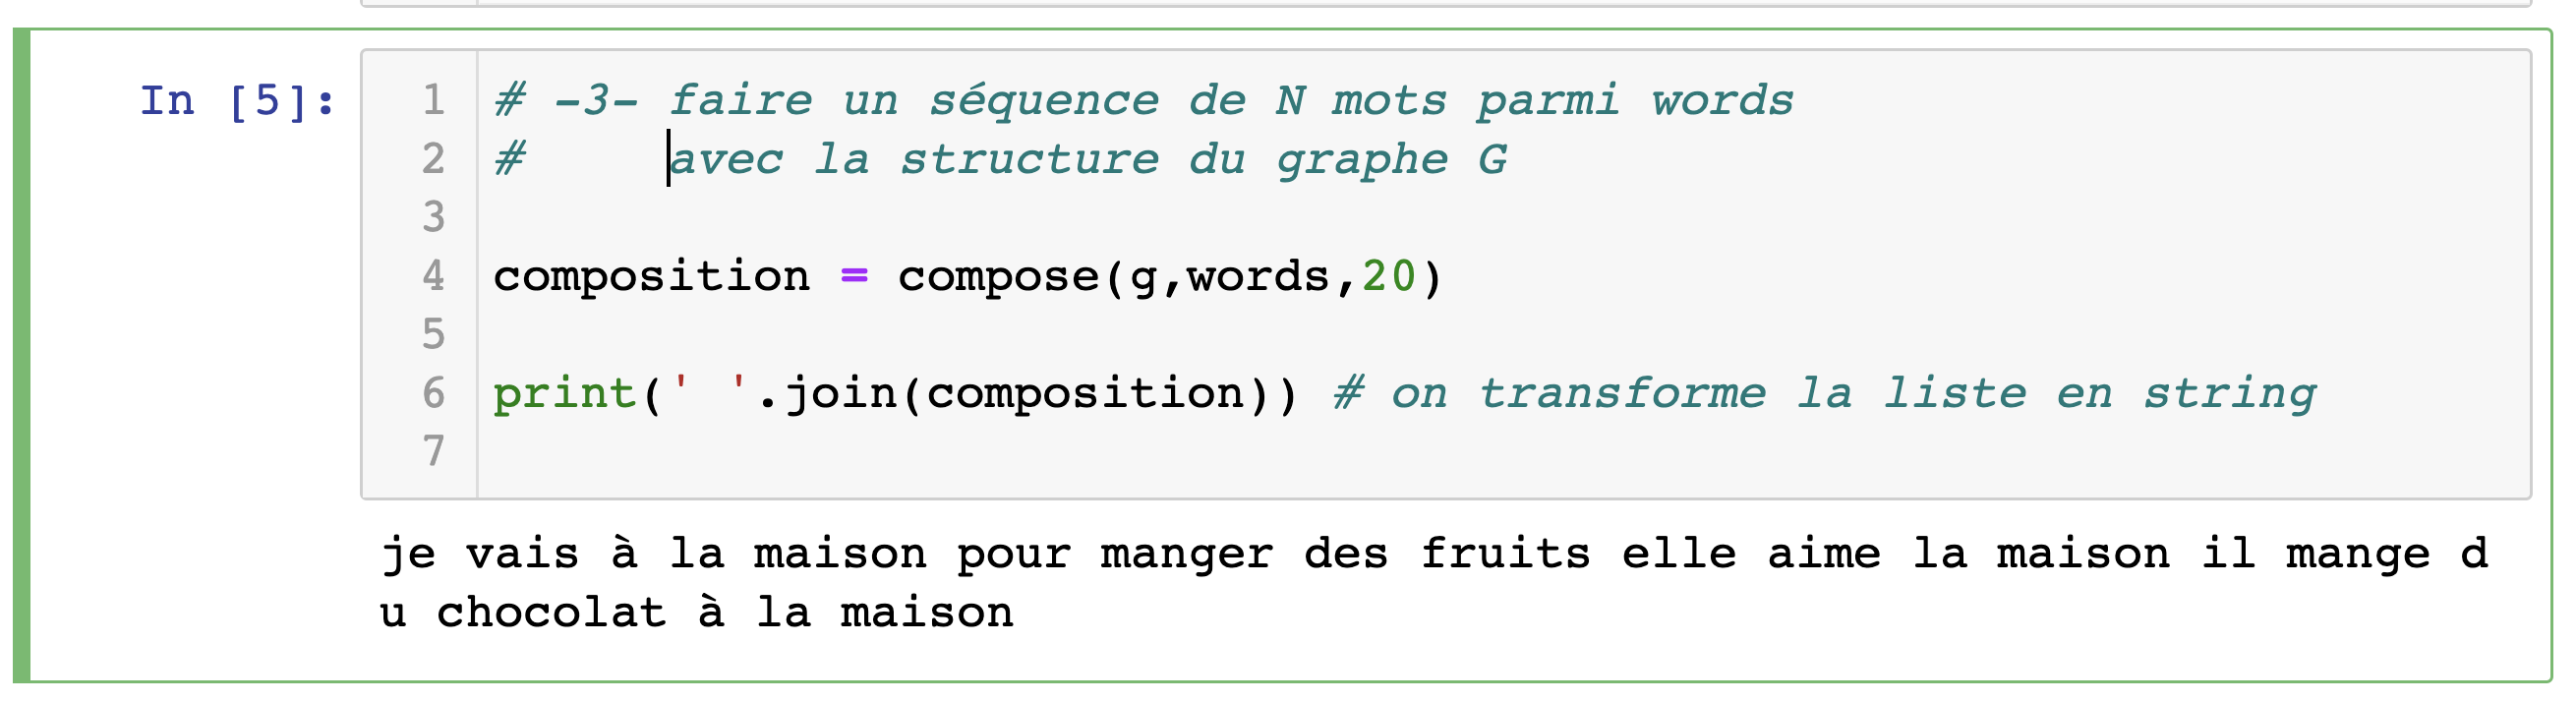 In [5]:
1 # -3- faire un séquence de N mots parmi words
2 #     avec la structure du graphe G
3
4 composition = compose(g,words,20)
5
6 print(' '.join(composition)) # on transforme la liste en string
7
je vais à la maison pour manger des fruits elle aime la maison il mange d
u chocolat à la maison